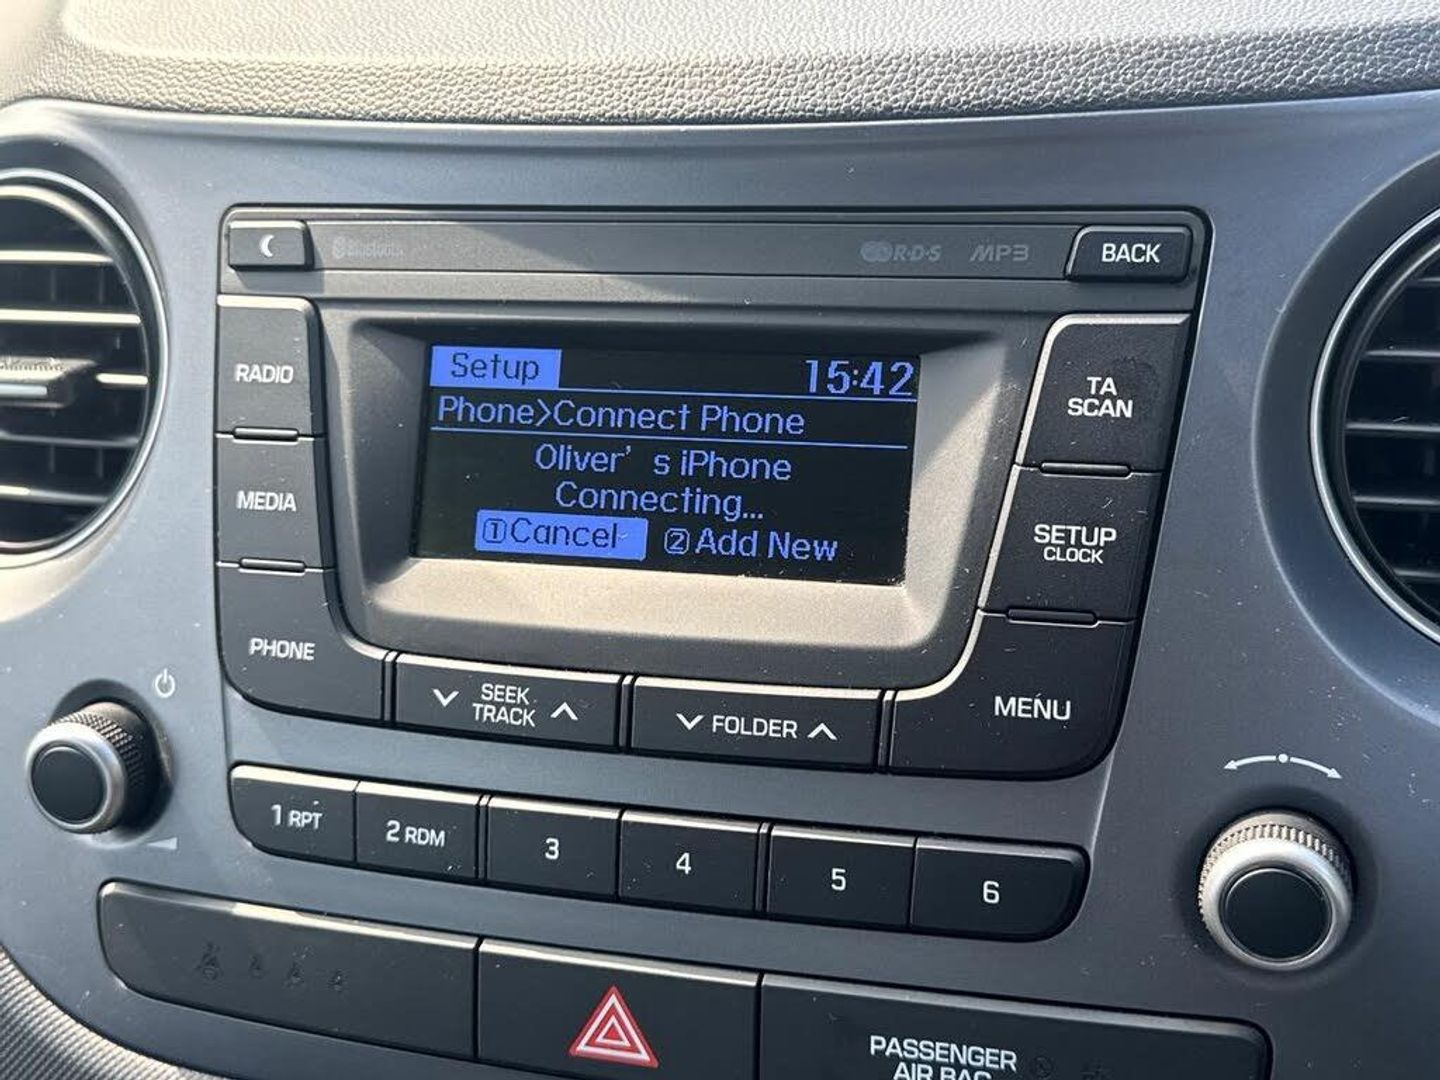 Bluetooth
R·D·S
MP3
BACK
RADIO
MEDIA
PHONE
Setup
15:42
Phone>Connect Phone
Oliver's iPhone
Connecting...
①Cancel
②Add New
TA
SCAN
SETUP
CLOCK
MENU
SEEK
TRACK
FOLDER
1 RPT
2 RDM
3
4
5
6
PASSENGER
AIR BAG